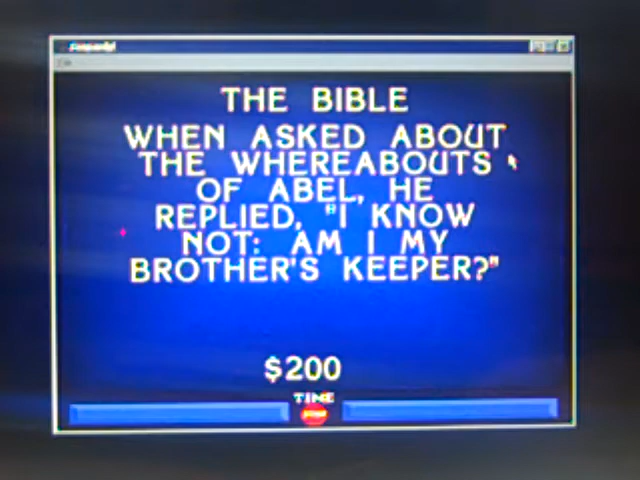 THE BIBLE
WHEN ASKED ABOUT
THE WHEREABOUTS
OF ABEL, HE
REPLIED, "I KNOW
NOT: AM I MY
BROTHER'S KEEPER?"
$200
TIME